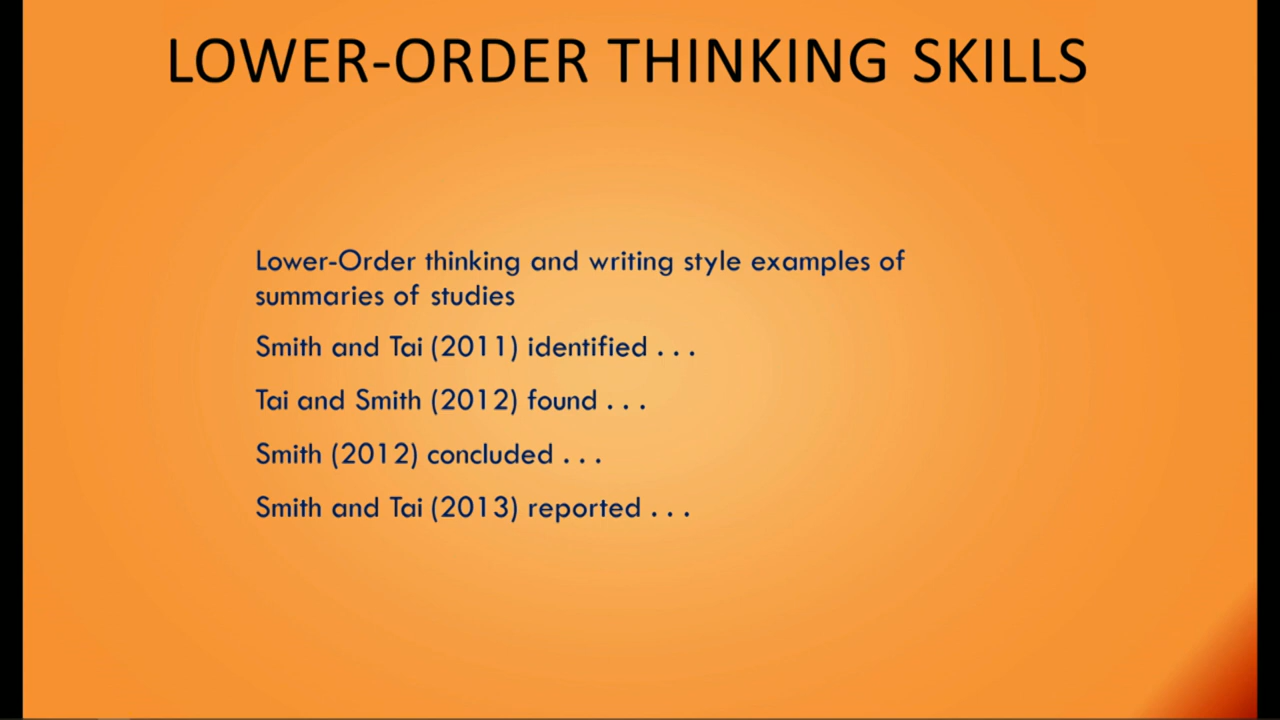 LOWER-ORDER THINKING SKILLS
Lower-Order thinking and writing style examples of
summaries of studies
Smith and Tai (2011) identified . . .
Tai and Smith (2012) found . . .
Smith (2012) concluded . . .
Smith and Tai (2013) reported . . .